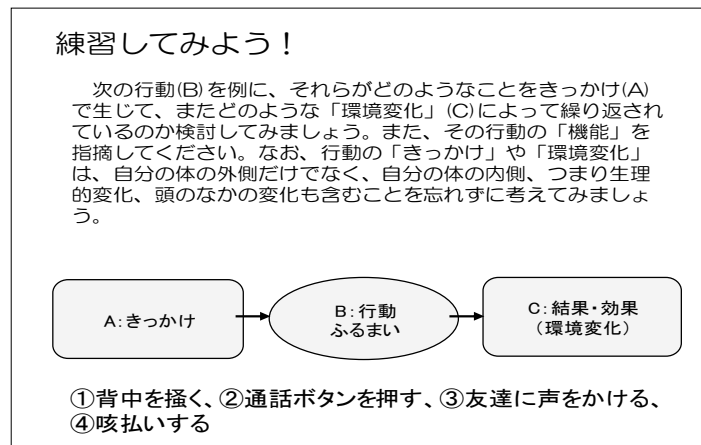 練習してみよう！
次の行動(B)を例に、それらがどのようなことをきっかけ(A)
で生じて、またどのような「環境変化」(C)によって繰り返され
ているのか検討してみましょう。また、その行動の「機能」を
指摘してください。なお、行動の「きっかけ」や「環境変化」
は、自分の体の外側だけでなく、自分の体の内側、つまり生理
的変化、頭のなかの変化も含むことを忘れずに考えてみましょ
う。
A：きっかけ
B：行動
ふるまい
C：結果・効果
（環境変化）
①背中を掻く、②通話ボタンを押す、③友達に声をかける、
④咳払いする